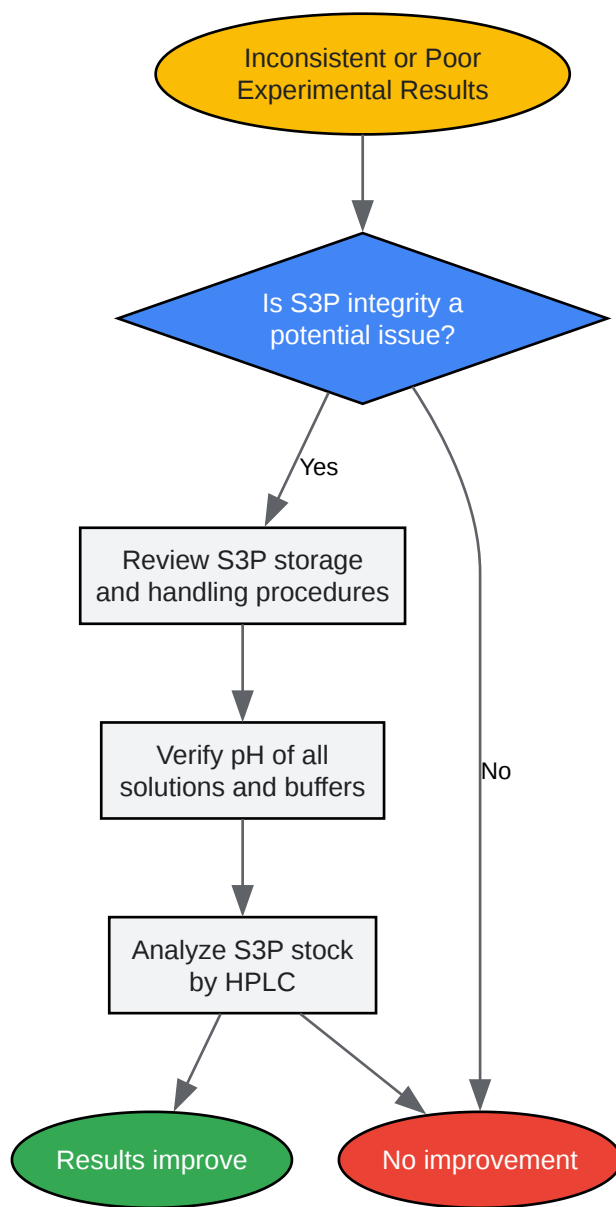 Inconsistent or Poor
Experimental Results
Is S3P integrity a
potential issue?
Yes
Review S3P storage
and handling procedures
Verify pH of all
solutions and buffers
No
Analyze S3P stock
by HPLC
Results improve
No improvement